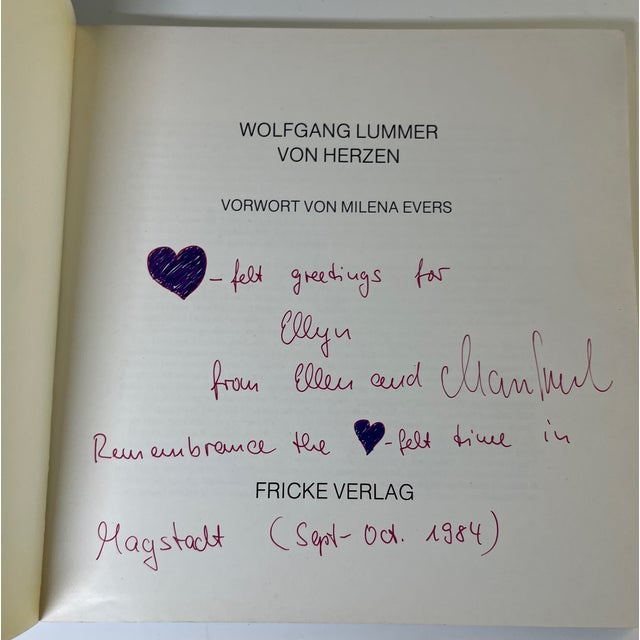 WOLFGANG LUMMER
VON HERZEN
VORWORT VON MILENA EVERS
-felt greetings for
Ellyn
from Ellen and Manfred
Remembrance the -felt time in
FRICKE VERLAG
Magstadt (Sept- Oct. 1984)